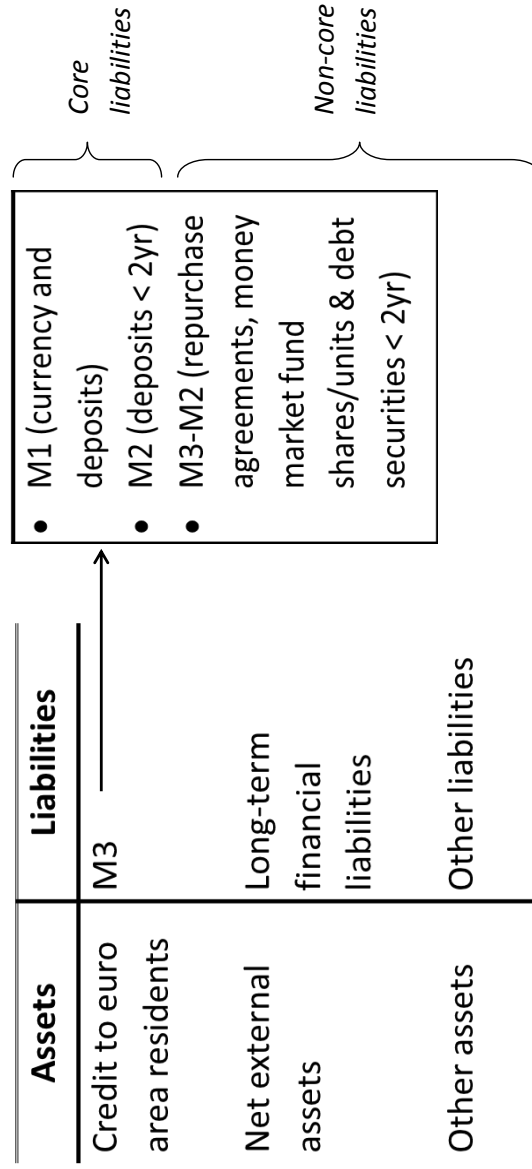 Assets
Liabilities
Credit to euro
area residents
M3
Net external
assets
Long-term
financial
liabilities
Other assets
Other liabilities
• M1 (currency and
deposits)
• M2 (deposits < 2yr)
• M3-M2 (repurchase
agreements, money
market fund
shares/units & debt
securities < 2yr)
Core
liabilities
Non-core
liabilities